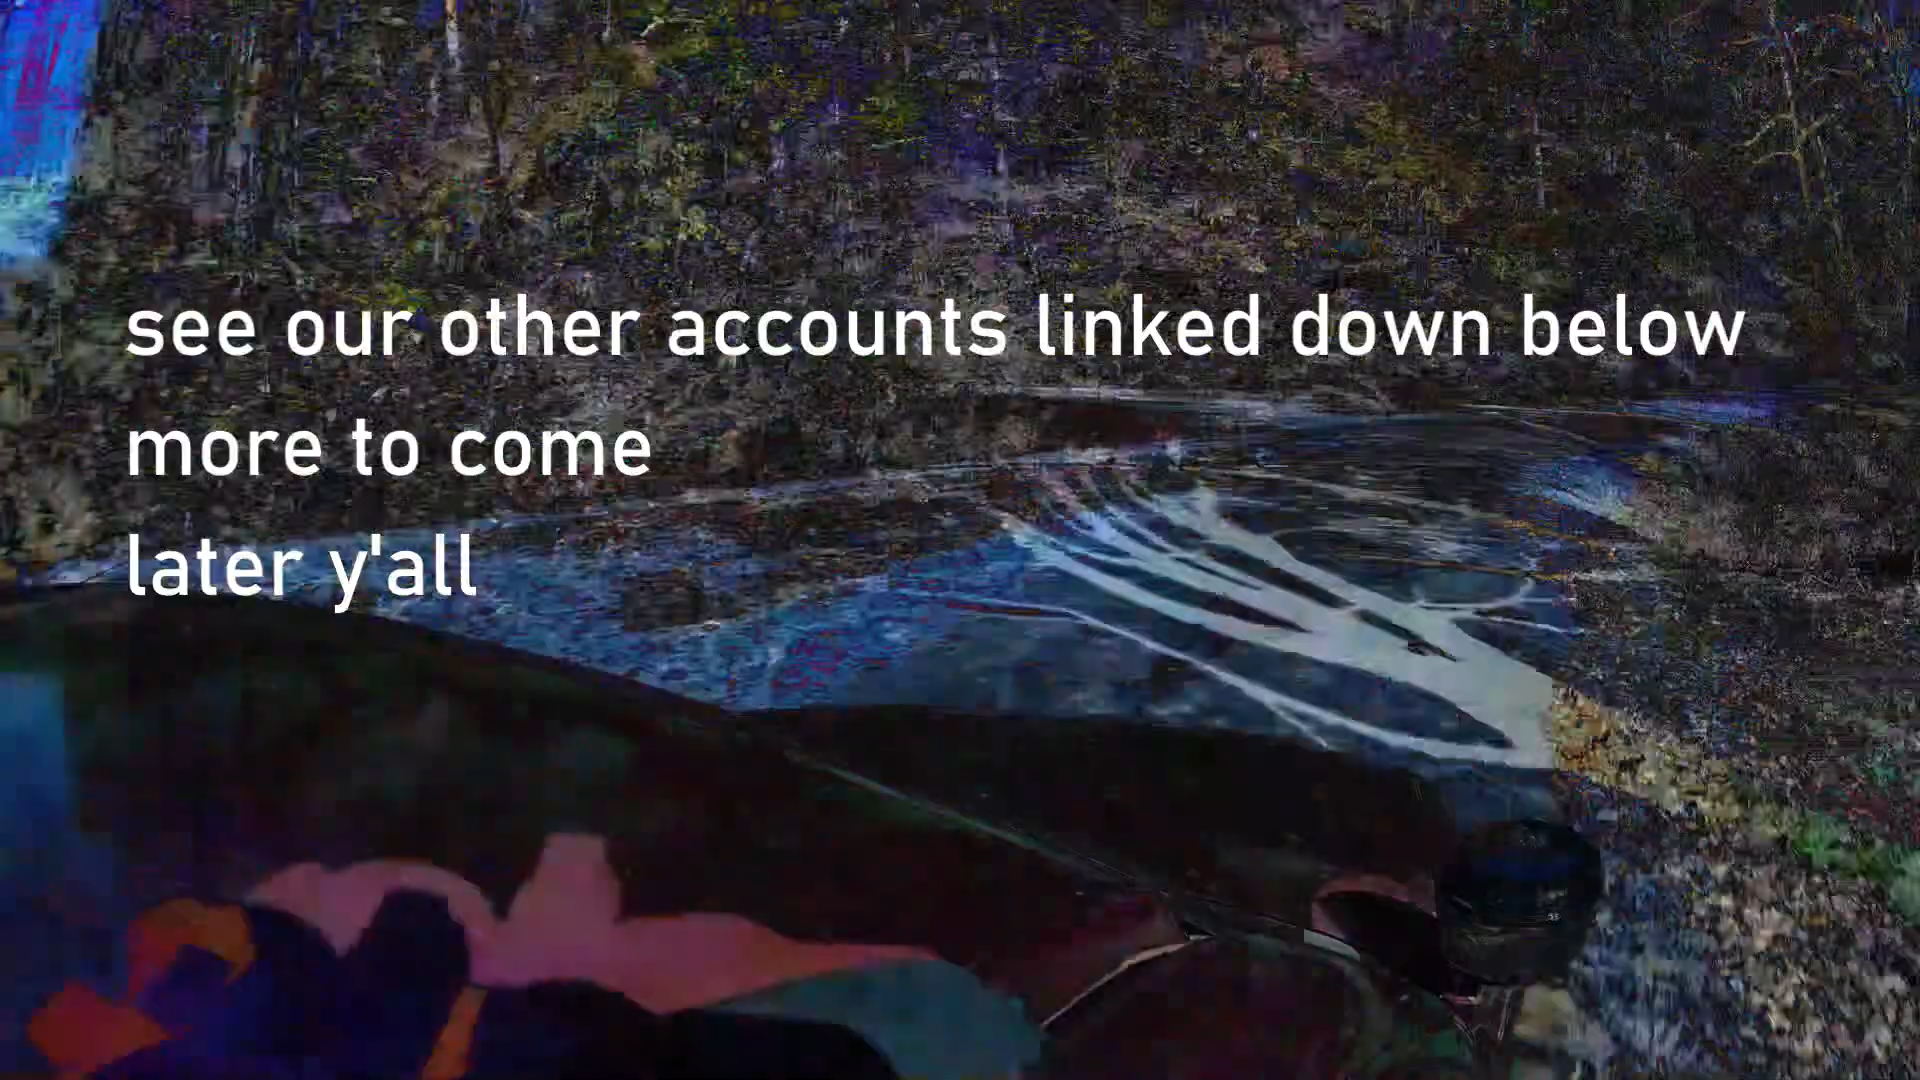 see our other accounts linked down below
more to come
later y'all